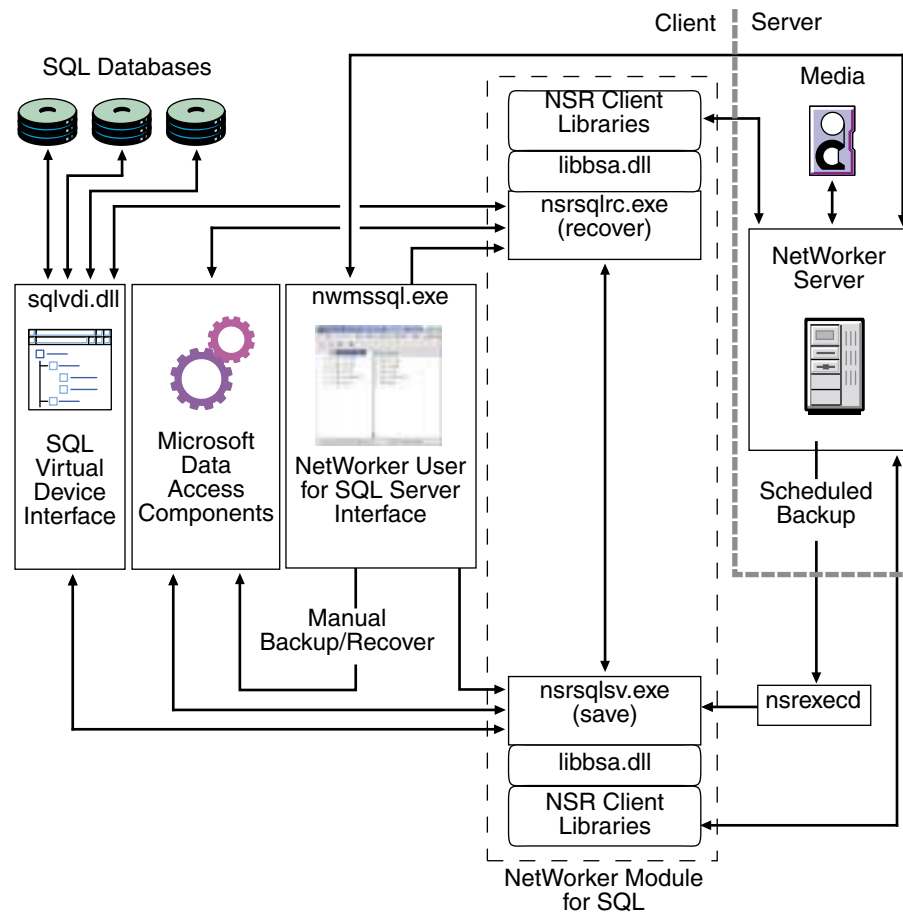 Client
Server
SQL Databases
Media
NSR Client
Libraries
libbsa.dll
nsrsqlrc.exe
(recover)
NetWorker
Server
sqlvdi.dll
nwmssql.exe
SQL
Virtual
Device
Interface
Microsoft
Data
Access
Components
NetWorker User
for SQL Server
Interface
Scheduled
Backup
Manual
Backup/Recover
nsrsqlsv.exe
(save)
nsrexecd
libbsa.dll
NSR Client
Libraries
NetWorker Module
for SQL